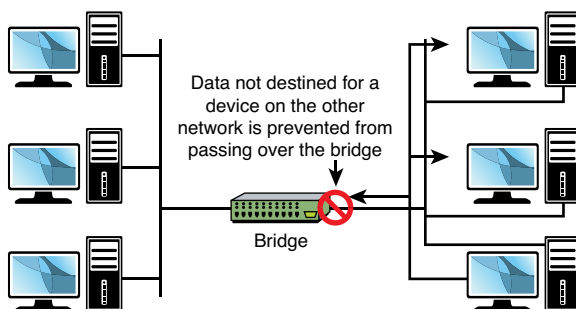 Data not destined for a
device on the other
network is prevented from
passing over the bridge
Bridge